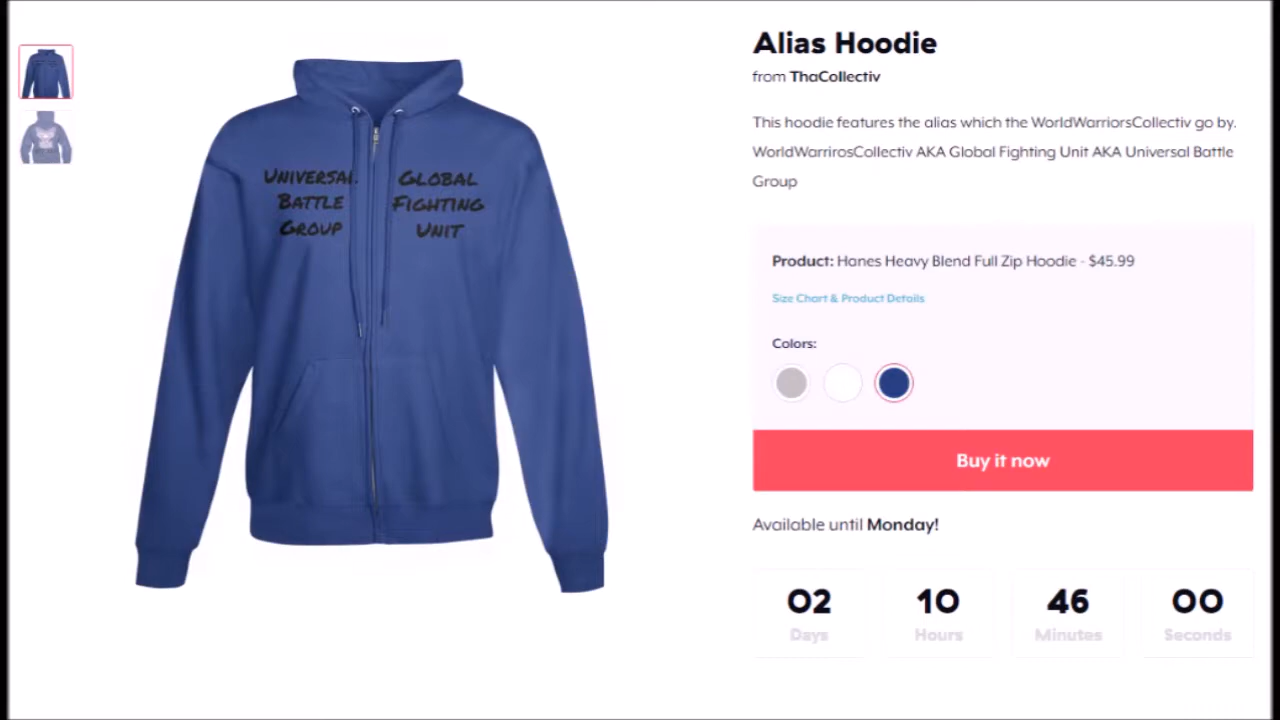 Alias Hoodie
from ThaCollectiv
This hoodie features the alias which the WorldWarriorsCollectiv go by.
WorldWarrirosCollectiv AKA Global Fighting Unit AKA Universal Battle
Group
UNIVERSAL
BATTLE
GROUP
GLOBAL
FIGHTING
UNIT
Product: Hanes Heavy Blend Full Zip Hoodie - $45.99
Size Chart & Product Details
Colors:
Buy it now
Available until Monday!
02 10 46 00
Days Hours Minutes Seconds